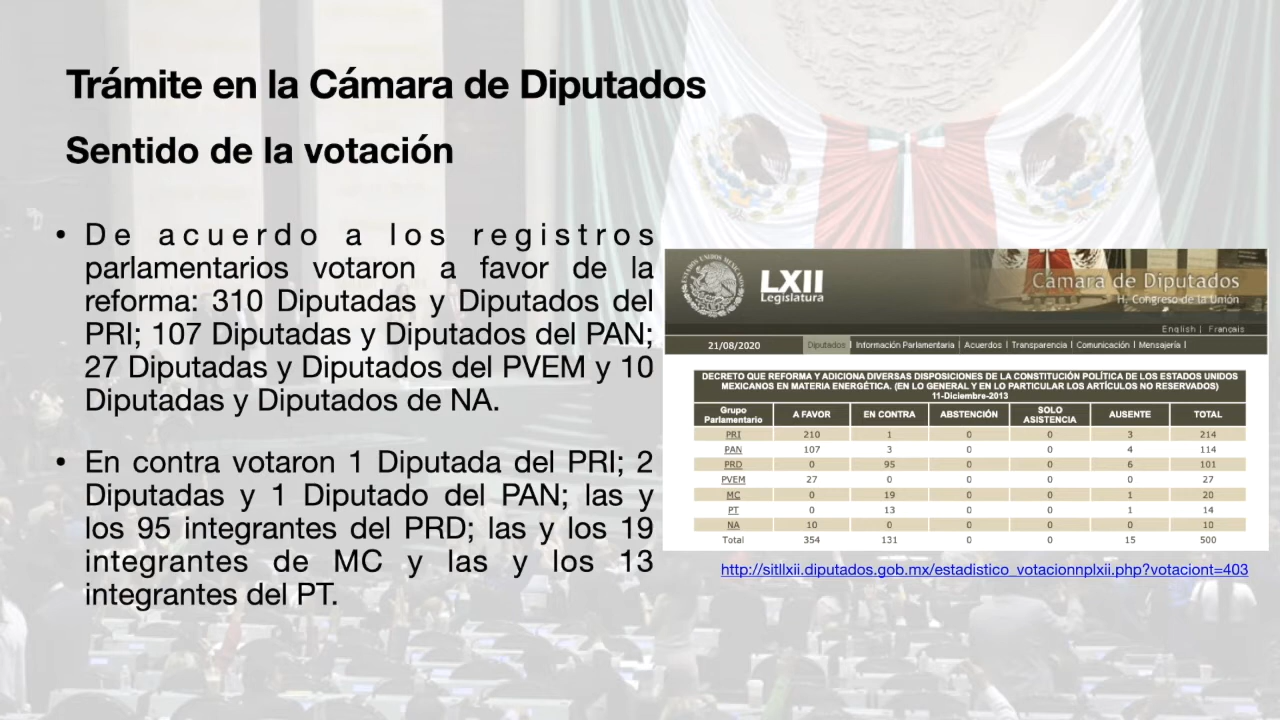 Trámite en la Cámara de Diputados
Sentido de la votación
• De acuerdo a los registros
parlamentarios votaron a favor de la
reforma: 310 Diputadas y Diputados del
PRI; 107 Diputadas y Diputados del PAN;
27 Diputadas y Diputados del PVEM y 10
Diputadas y Diputados de NA.
• En contra votaron 1 Diputada del PRI; 2
Diputadas y 1 Diputado del PAN; las y
los 95 integrantes del PRD; las y los 19
integrantes de MC y las y los 13
integrantes del PT.
ESTADOS UNIDOS MEXICANOS
LXII
Legislatura
Cámara de Diputados
H. Congreso de la Unión
English | Français
21/08/2020 Diputados | Información Parlamentaria | Acuerdos | Transparencia | Comunicación | Mensajería |
DECRETO QUE REFORMA Y ADICIONA DIVERSAS DISPOSICIONES DE LA CONSTITUCIÓN POLÍTICA DE LOS ESTADOS UNIDOS
MEXICANOS EN MATERIA ENERGÉTICA. (EN LO GENERAL Y EN LO PARTICULAR LOS ARTÍCULOS NO RESERVADOS)
11-Diciembre-2013
Grupo Parlamentario A FAVOR EN CONTRA ABSTENCIÓN SOLO ASISTENCIA AUSENTE TOTAL
PRI 210 1 0 0 3 214
PAN 107 3 0 0 4 114
PRD 0 95 0 0 6 101
PVEM 27 0 0 0 0 27
MC 0 19 0 0 1 20
PT 0 13 0 0 1 14
NA 10 0 0 0 0 10
Total 354 131 0 0 15 500
http://sitllxii.diputados.gob.mx/estadistico_votacionnplxii.php?votaciont=403